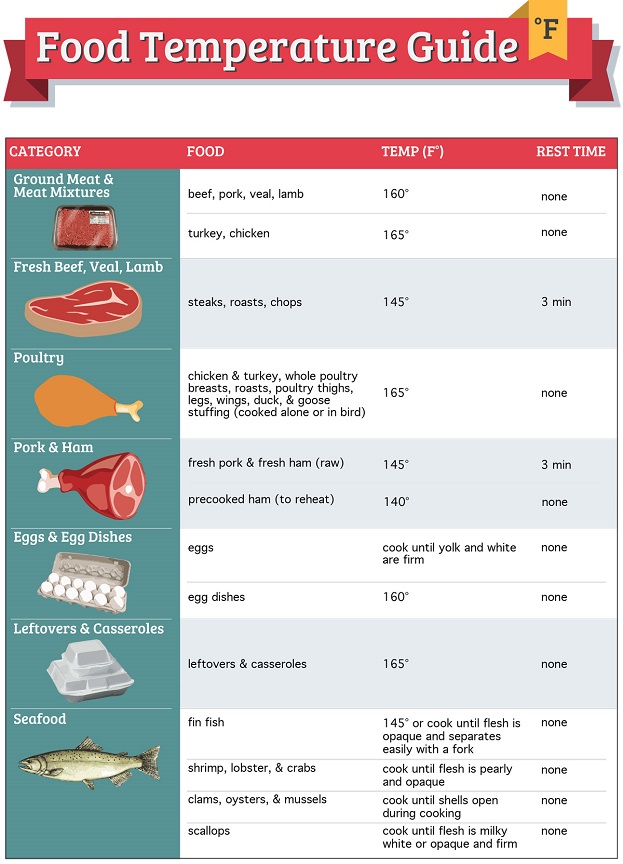 Food Temperature Guide °F
CATEGORY FOOD TEMP (F°) REST TIME
Ground Meat &
Meat Mixtures
beef, pork, veal, lamb 160° none
turkey, chicken 165° none
Fresh Beef, Veal, Lamb
steaks, roasts, chops 145° 3 min
Poultry
chicken & turkey, whole poultry
breasts, roasts, poultry thighs,
legs, wings, duck, & goose
stuffing (cooked alone or in bird)
165° none
Pork & Ham
fresh pork & fresh ham (raw) 145° 3 min
precooked ham (to reheat) 140° none
Eggs & Egg Dishes
eggs
cook until yolk and white
are firm
none
egg dishes 160° none
Leftovers & Casseroles
leftovers & casseroles 165° none
Seafood
fin fish
145° or cook until flesh is
opaque and separates
easily with a fork
none
shrimp, lobster, & crabs
cook until flesh is pearly
and opaque
none
clams, oysters, & mussels
cook until shells open
during cooking
none
scallops
cook until flesh is milky
white or opaque and firm
none